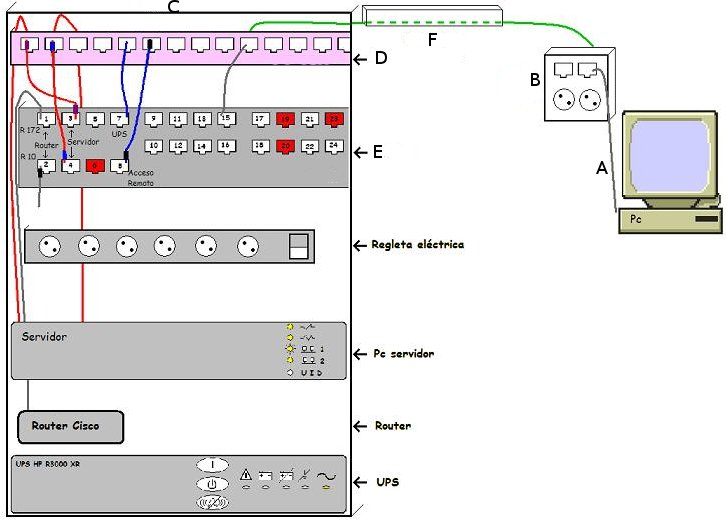 C
F
D
B
1 3 5 7 9 11 13 15 17 19 21 23
R 172
UPS
Router
Servidor
10 12 14 16 18 20 22 24
E
R 10
2 4 6 8
Acceso
Remoto
A
Pc
Regleta eléctrica
Servidor
1
2
U I D
Pc servidor
Router Cisco
Router
UPS HP R3000 XR
UPS